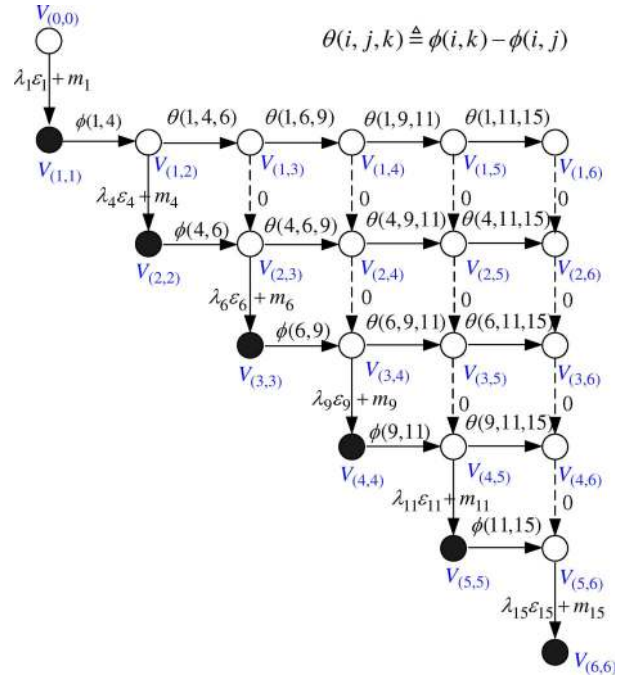 V(0,0)
θ(i, j, k) ≜ ϕ(i, k) − ϕ(i, j)
λ1ε1 + m1
ϕ(1, 4) θ(1, 4, 6) θ(1, 6, 9) θ(1, 9, 11) θ(1, 11, 15)
V(1,1) V(1,2) V(1,3) V(1,4) V(1,5) V(1,6)
λ4ε4 + m4 0 0 0 0
ϕ(4, 6) θ(4, 6, 9) θ(4, 9, 11) θ(4, 11, 15)
V(2,2) V(2,3) V(2,4) V(2,5) V(2,6)
λ6ε6 + m6 0 0 0
ϕ(6, 9) θ(6, 9, 11) θ(6, 11, 15)
V(3,3) V(3,4) V(3,5) V(3,6)
λ9ε9 + m9 0 0
ϕ(9, 11) θ(9, 11, 15)
V(4,4) V(4,5) V(4,6)
λ11ε11 + m11 0
ϕ(11, 15)
V(5,5) V(5,6)
λ15ε15 + m15
V(6,6)